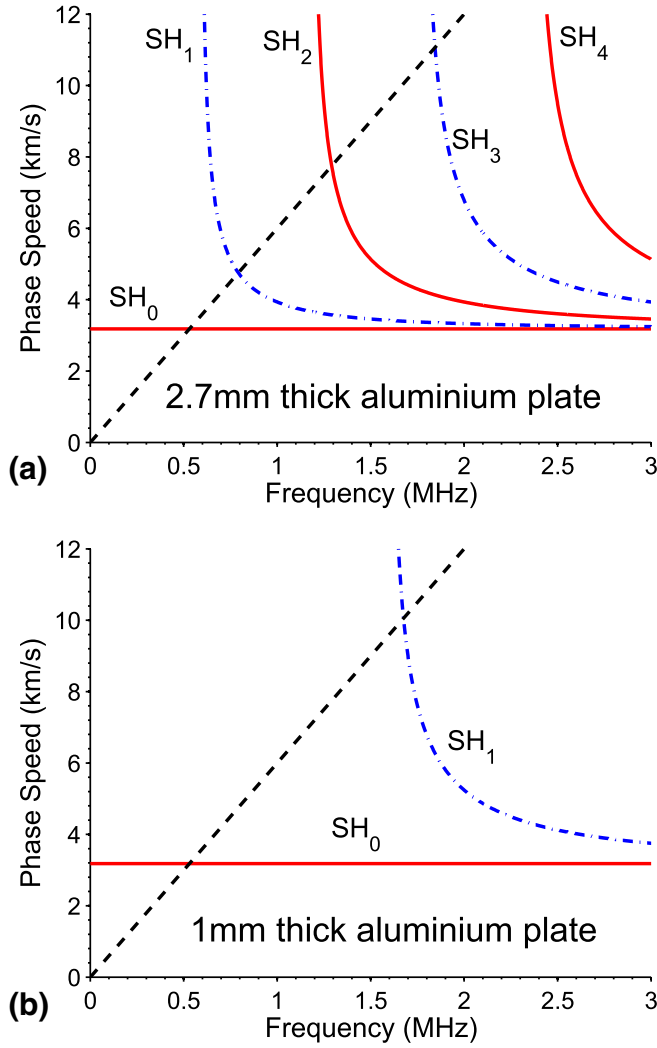 12
10
8
6
4
2
0
Phase Speed (km/s)
SH1
SH2
SH3
SH4
SH0
2.7mm thick aluminium plate
0 0.5 1 1.5 2 2.5 3
Frequency (MHz)
(a)
12
10
8
6
4
2
0
Phase Speed (km/s)
SH1
SH0
1mm thick aluminium plate
0 0.5 1 1.5 2 2.5 3
Frequency (MHz)
(b)